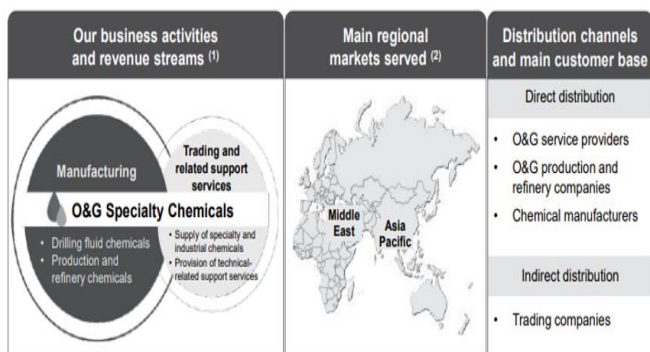 Our business activities
and revenue streams (1)
Manufacturing
Trading and
related support
services
O&G Specialty Chemicals
• Drilling fluid chemicals
• Production and
refinery chemicals
• Supply of specialty and
industrial chemicals
• Provision of technical-
related support services
Main regional
markets served (2)
Middle
East
Asia
Pacific
Distribution channels
and main customer base
Direct distribution
• O&G service providers
• O&G production and
refinery companies
• Chemical manufacturers
Indirect distribution
• Trading companies